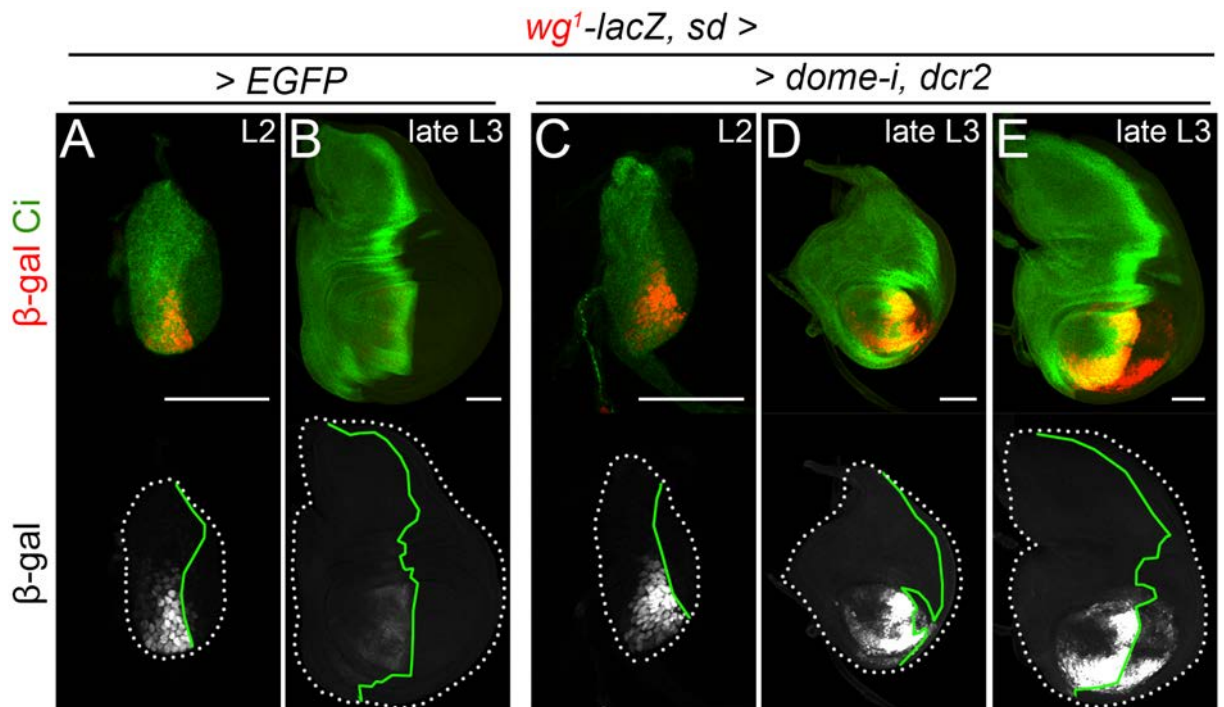 wg¹-lacZ, sd >
> EGFP
> dome-i, dcr2
A L2
B late L3
C L2
D late L3
E late L3
β-gal Ci
β-gal